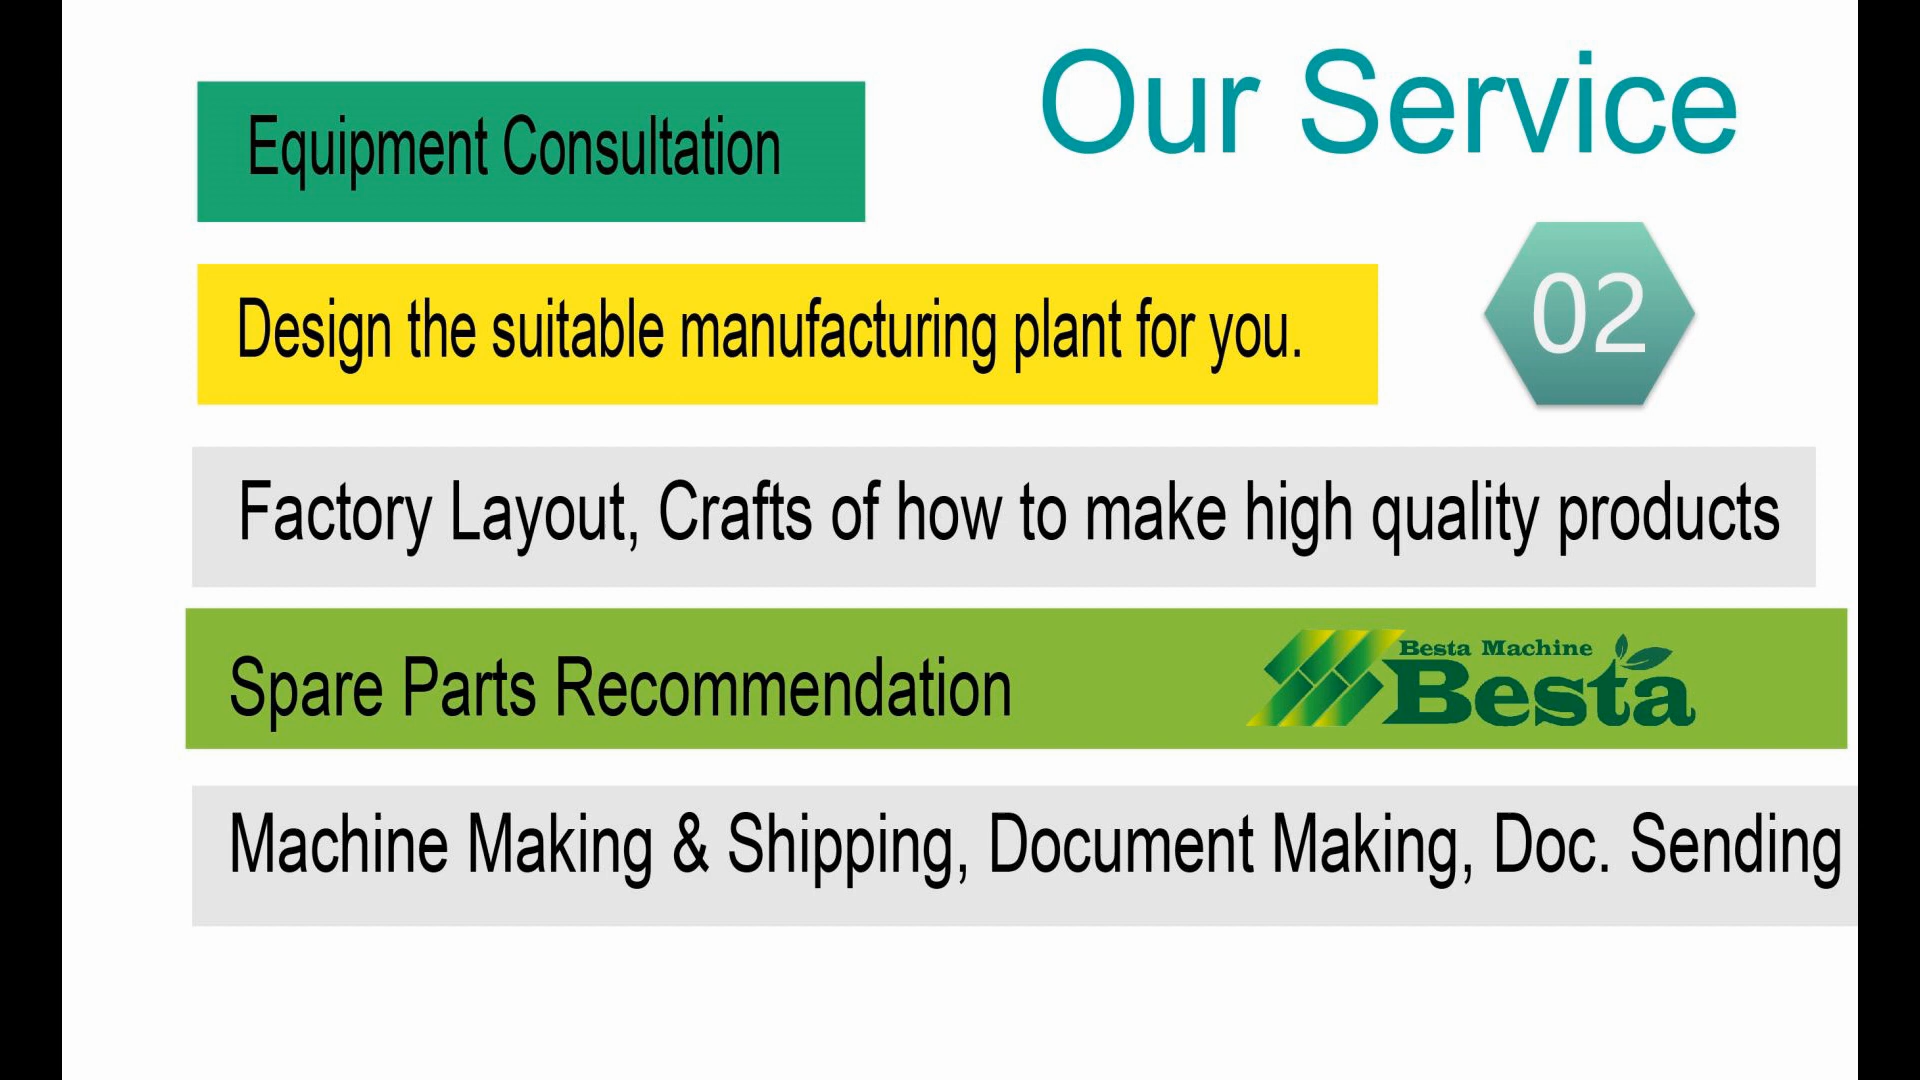 Our Service
Equipment Consultation
02
Design the suitable manufacturing plant for you.
Factory Layout, Crafts of how to make high quality products
Spare Parts Recommendation
Besta Machine
Besta
Machine Making & Shipping, Document Making, Doc. Sending